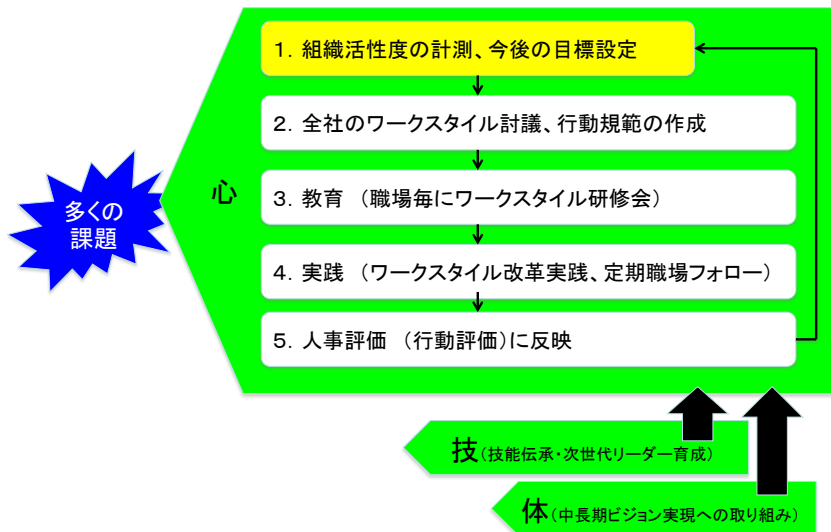 1．組織活性度の計測、今後の目標設定
2．全社のワークスタイル討議、行動規範の作成
心
3．教育　（職場毎にワークスタイル研修会）
多くの
課題
4．実践　（ワークスタイル改革実践、定期職場フォロー）
5．人事評価　（行動評価）に反映
技（技能伝承・次世代リーダー育成）
体（中長期ビジョン実現への取り組み）